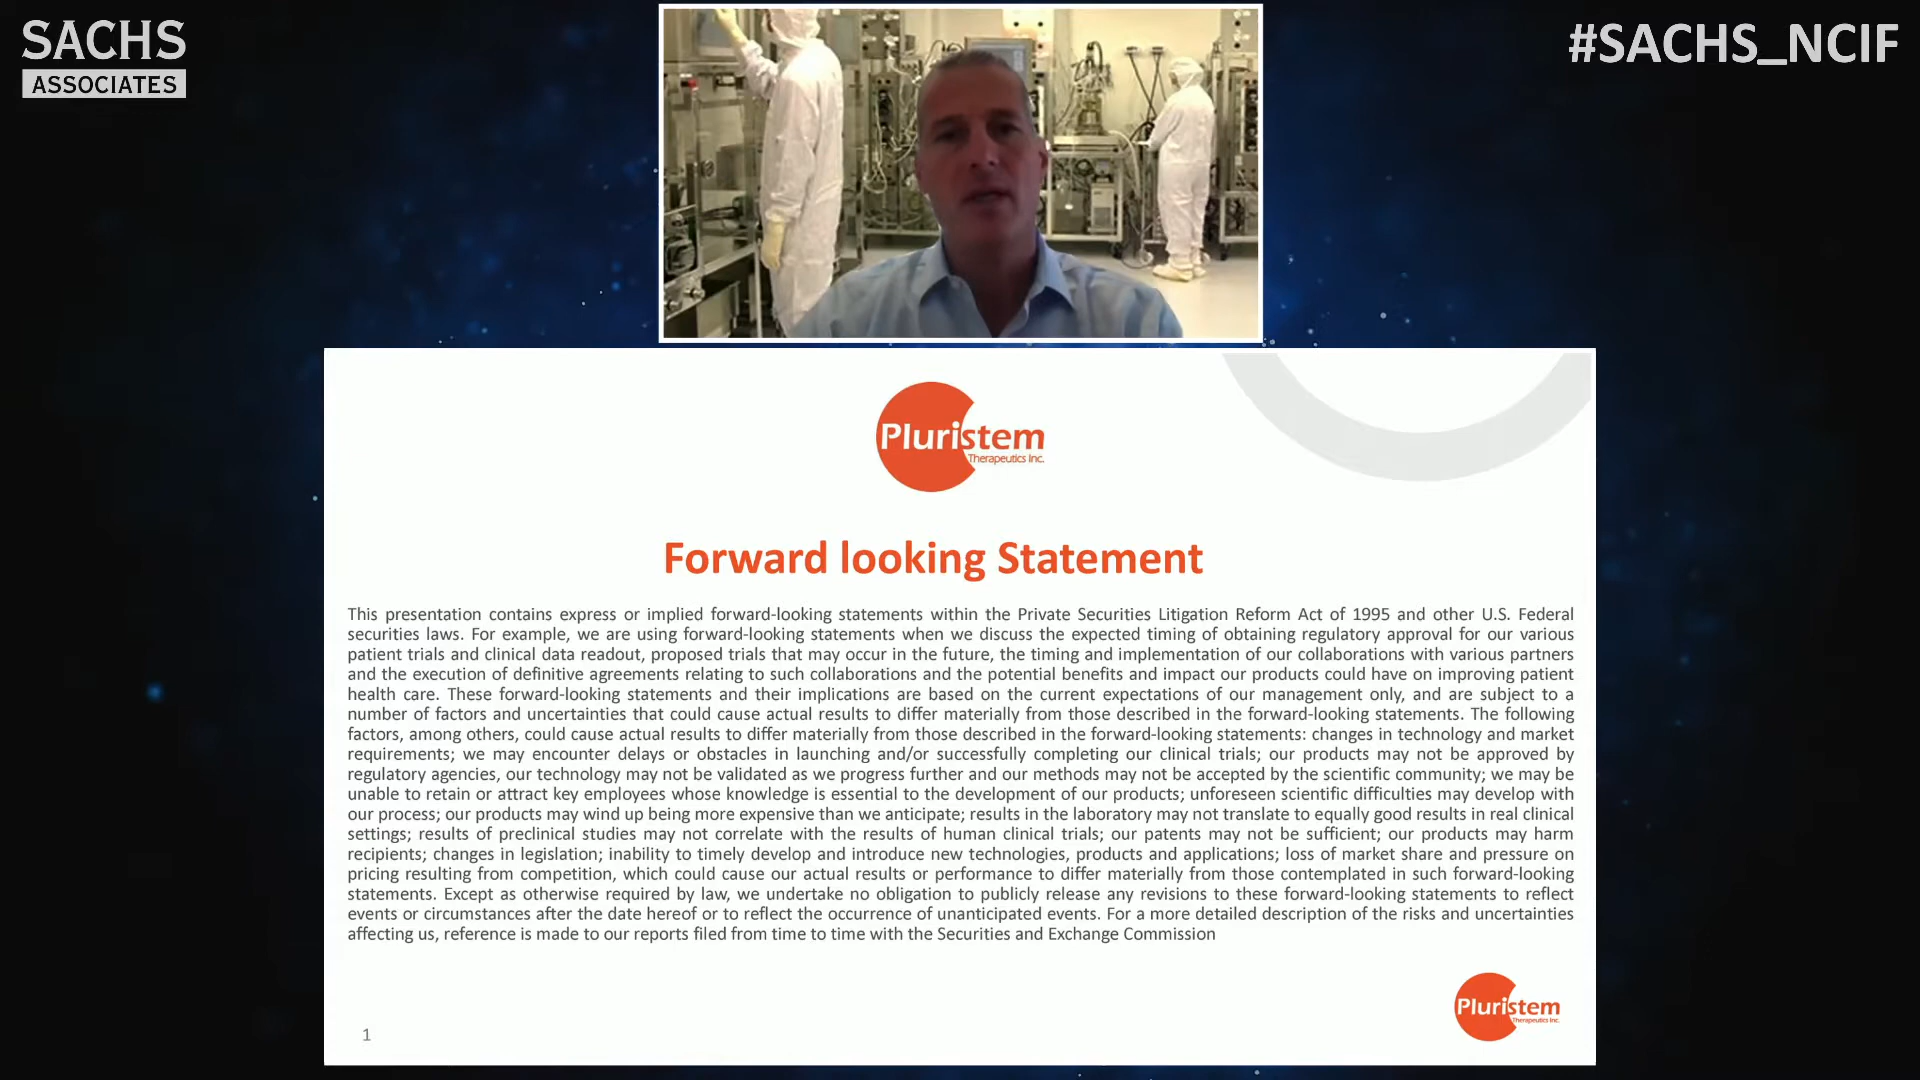 SACHS
ASSOCIATES
#SACHS_NCIF
Pluristem
Therapeutics Inc.
Forward looking Statement
This presentation contains express or implied forward-looking statements within the Private Securities Litigation Reform Act of 1995 and other U.S. Federal
securities laws. For example, we are using forward-looking statements when we discuss the expected timing of obtaining regulatory approval for our various
patient trials and clinical data readout, proposed trials that may occur in the future, the timing and implementation of our collaborations with various partners
and the execution of definitive agreements relating to such collaborations and the potential benefits and impact our products could have on improving patient
health care. These forward-looking statements and their implications are based on the current expectations of our management only, and are subject to a
number of factors and uncertainties that could cause actual results to differ materially from those described in the forward-looking statements. The following
factors, among others, could cause actual results to differ materially from those described in the forward-looking statements: changes in technology and market
requirements; we may encounter delays or obstacles in launching and/or successfully completing our clinical trials; our products may not be approved by
regulatory agencies, our technology may not be validated as we progress further and our methods may not be accepted by the scientific community; we may be
unable to retain or attract key employees whose knowledge is essential to the development of our products; unforeseen scientific difficulties may develop with
our process; our products may wind up being more expensive than we anticipate; results in the laboratory may not translate to equally good results in real clinical
settings; results of preclinical studies may not correlate with the results of human clinical trials; our patents may not be sufficient; our products may harm
recipients; changes in legislation; inability to timely develop and introduce new technologies, products and applications; loss of market share and pressure on
pricing resulting from competition, which could cause our actual results or performance to differ materially from those contemplated in such forward-looking
statements. Except as otherwise required by law, we undertake no obligation to publicly release any revisions to these forward-looking statements to reflect
events or circumstances after the date hereof or to reflect the occurrence of unanticipated events. For a more detailed description of the risks and uncertainties
affecting us, reference is made to our reports filed from time to time with the Securities and Exchange Commission
Pluristem
Therapeutics Inc.
1